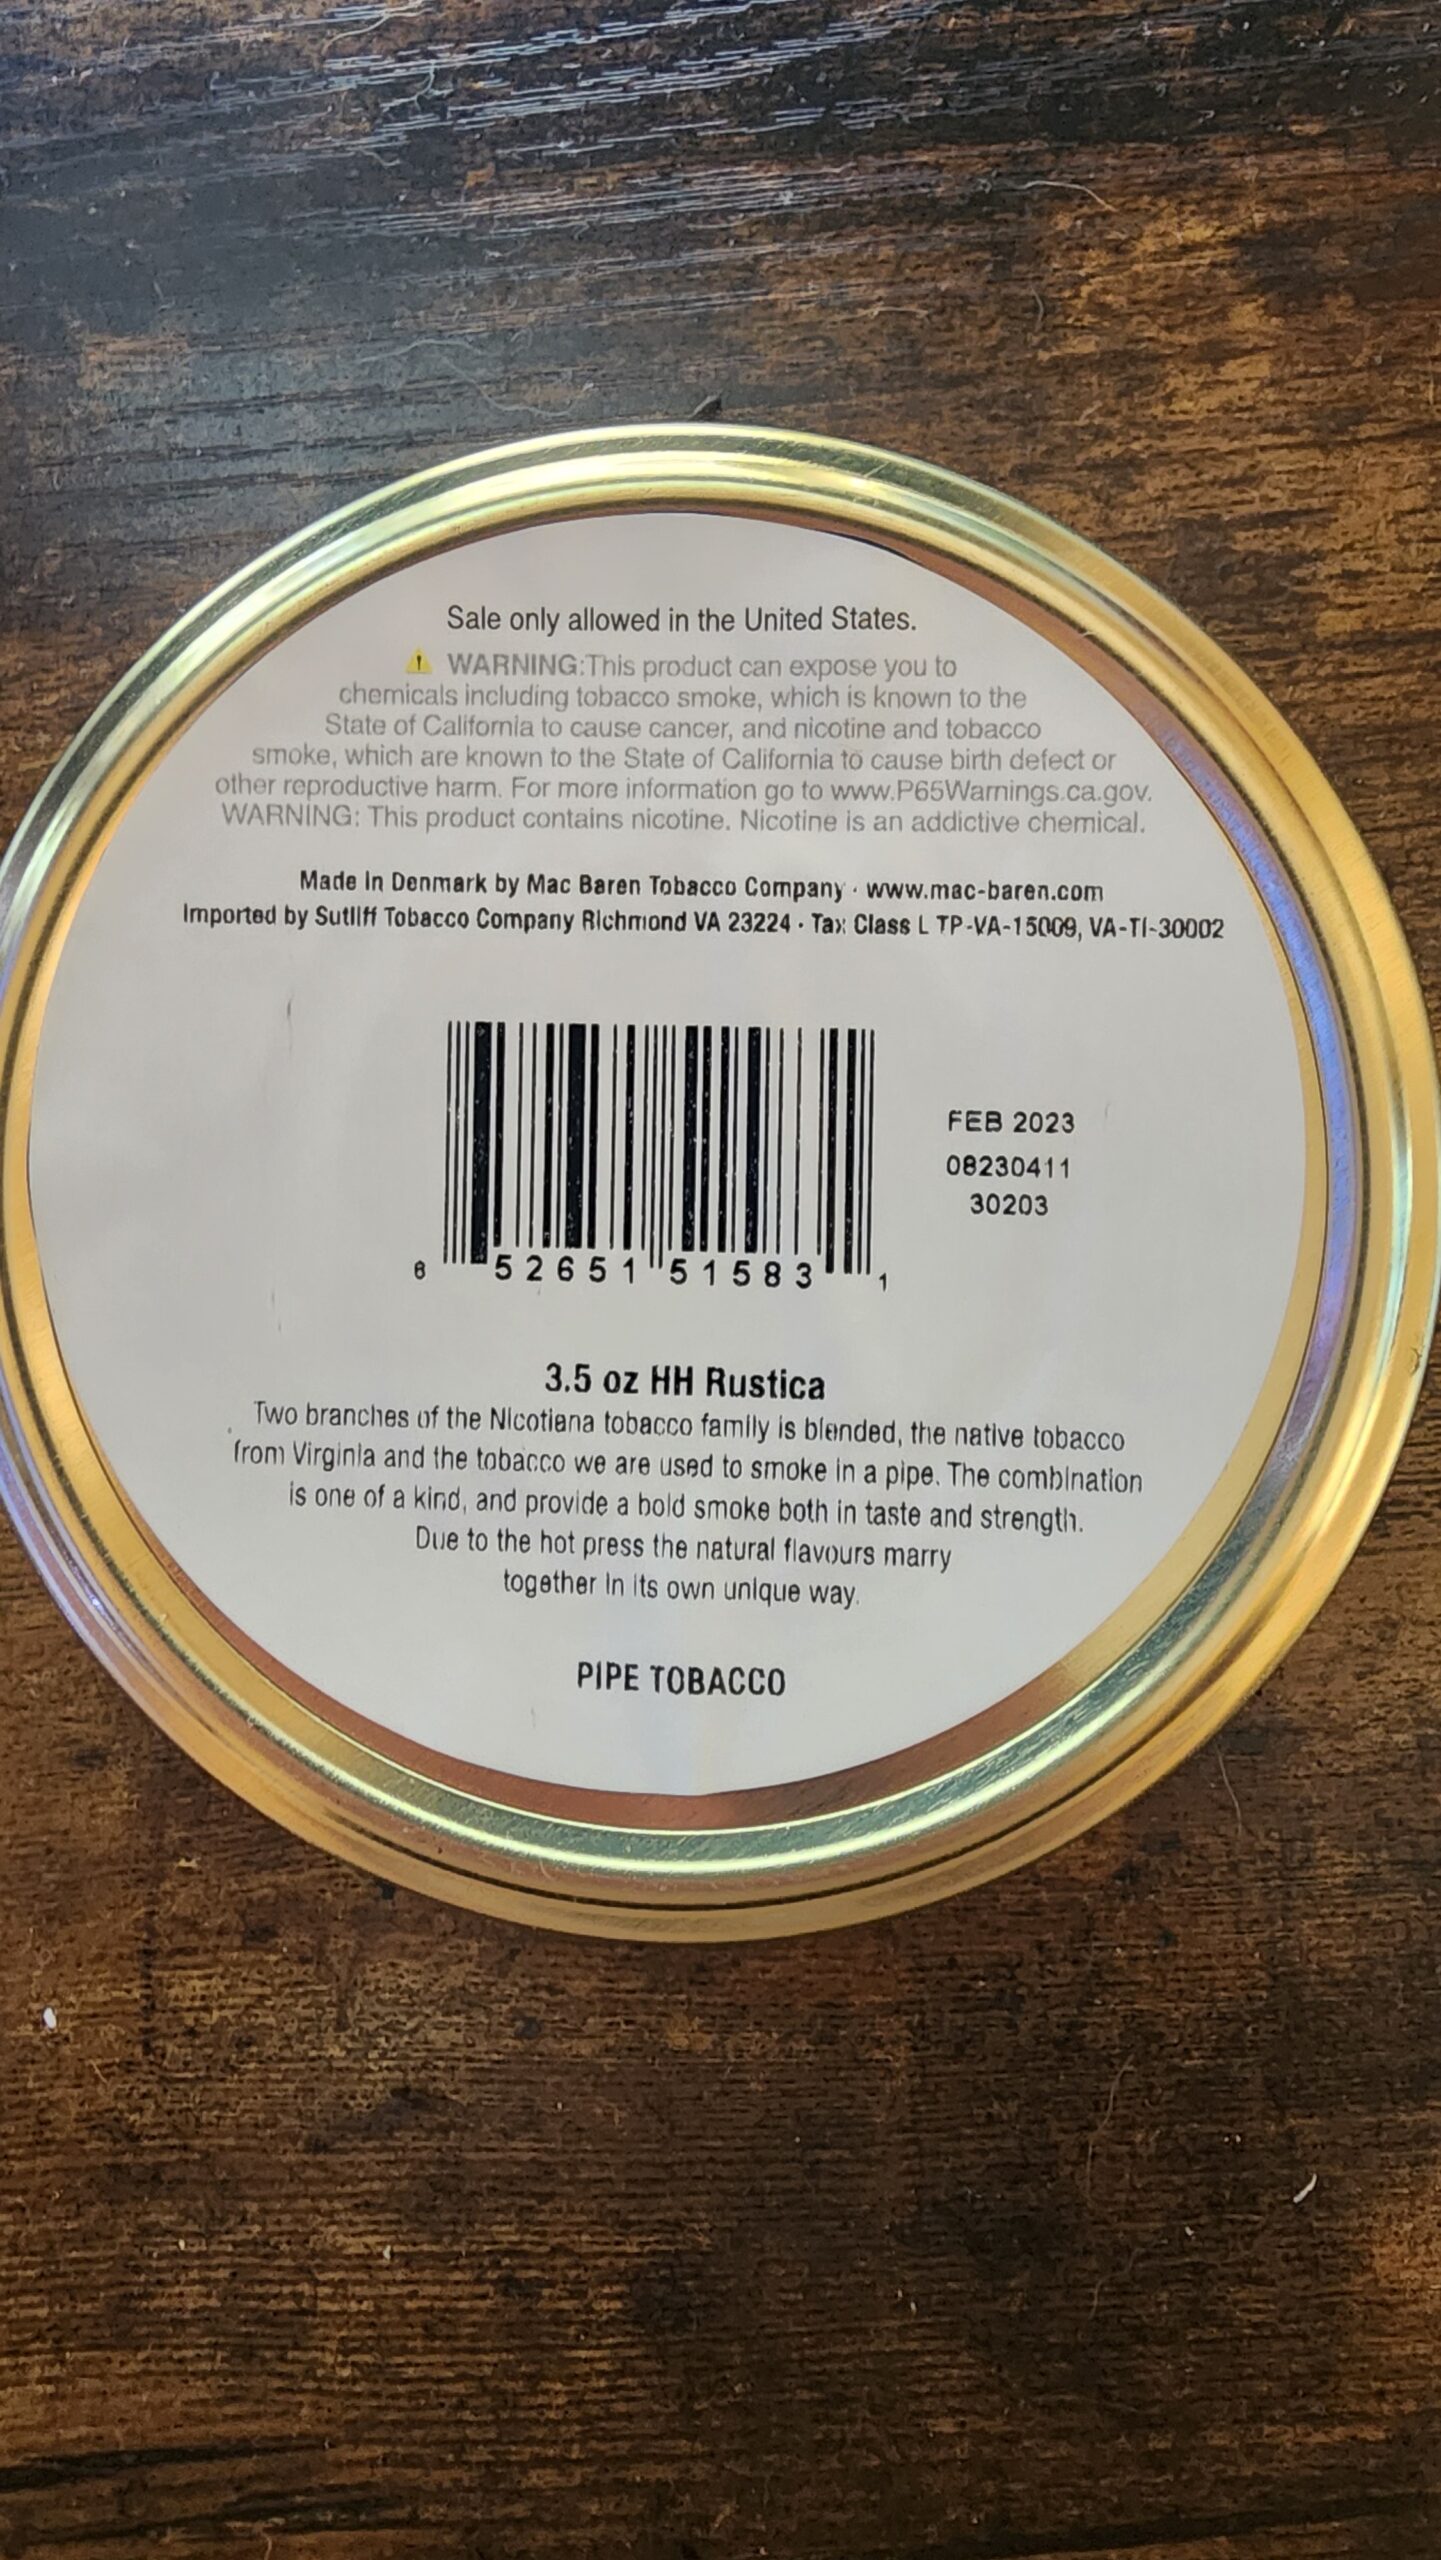 Sale only allowed in the United States.
WARNING:This product can expose you to
chemicals including tobacco smoke, which is known to the
State of California to cause cancer, and nicotine and tobacco
smoke, which are known to the State of California to cause birth defect or
other reproductive harm. For more information go to www.P65Warnings.ca.gov.
WARNING: This product contains nicotine. Nicotine is an addictive chemical.
Made in Denmark by Mac Baren Tobacco Company · www.mac-baren.com
Imported by Sutliff Tobacco Company Richmond VA 23224 · Tax Class L TP-VA-15009, VA-TI-30002
FEB 2023
08230411
30203
8 52651 51583 1
3.5 oz HH Rustica
Two branches of the Nicotiana tobacco family is blended, the native tobacco
from Virginia and the tobacco we are used to smoke in a pipe. The combination
is one of a kind, and provide a bold smoke both in taste and strength.
Due to the hot press the natural flavours marry
together in its own unique way.
PIPE TOBACCO